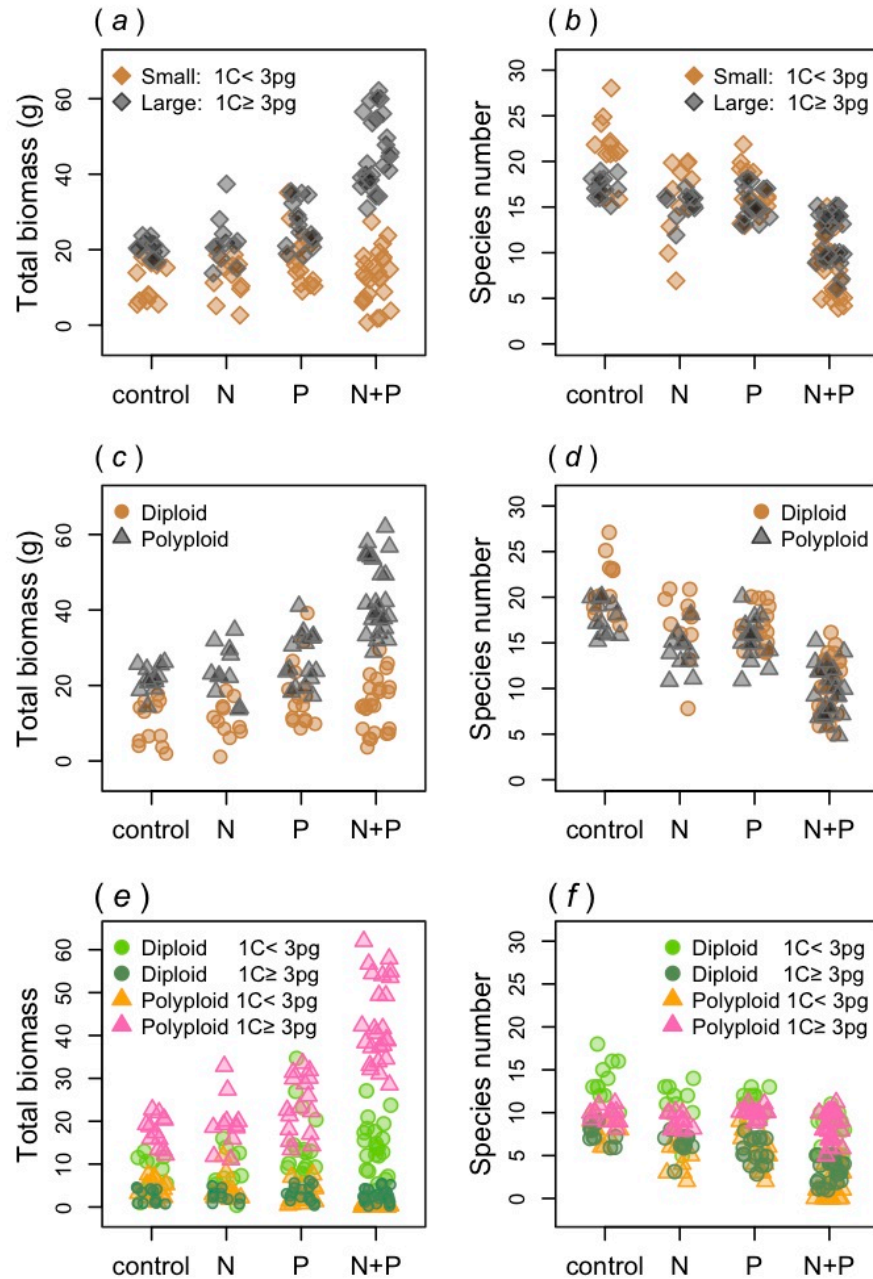 ( a )
( b )
Small: 1C< 3pg
Large: 1C≥ 3pg
Total biomass (g)
60
40
20
0
control N P N+P
Small: 1C< 3pg
Large: 1C≥ 3pg
Species number
30
25
20
15
10
5
0
control N P N+P
( c )
( d )
Diploid
Polyploid
Total biomass (g)
60
40
20
0
control N P N+P
Diploid
Polyploid
Species number
30
25
20
15
10
5
0
control N P N+P
( e )
( f )
Diploid 1C< 3pg
Diploid 1C≥ 3pg
Polyploid 1C< 3pg
Polyploid 1C≥ 3pg
Total biomass
60
50
40
30
20
10
0
control N P N+P
Diploid 1C< 3pg
Diploid 1C≥ 3pg
Polyploid 1C< 3pg
Polyploid 1C≥ 3pg
Species number
30
25
20
15
10
5
0
control N P N+P